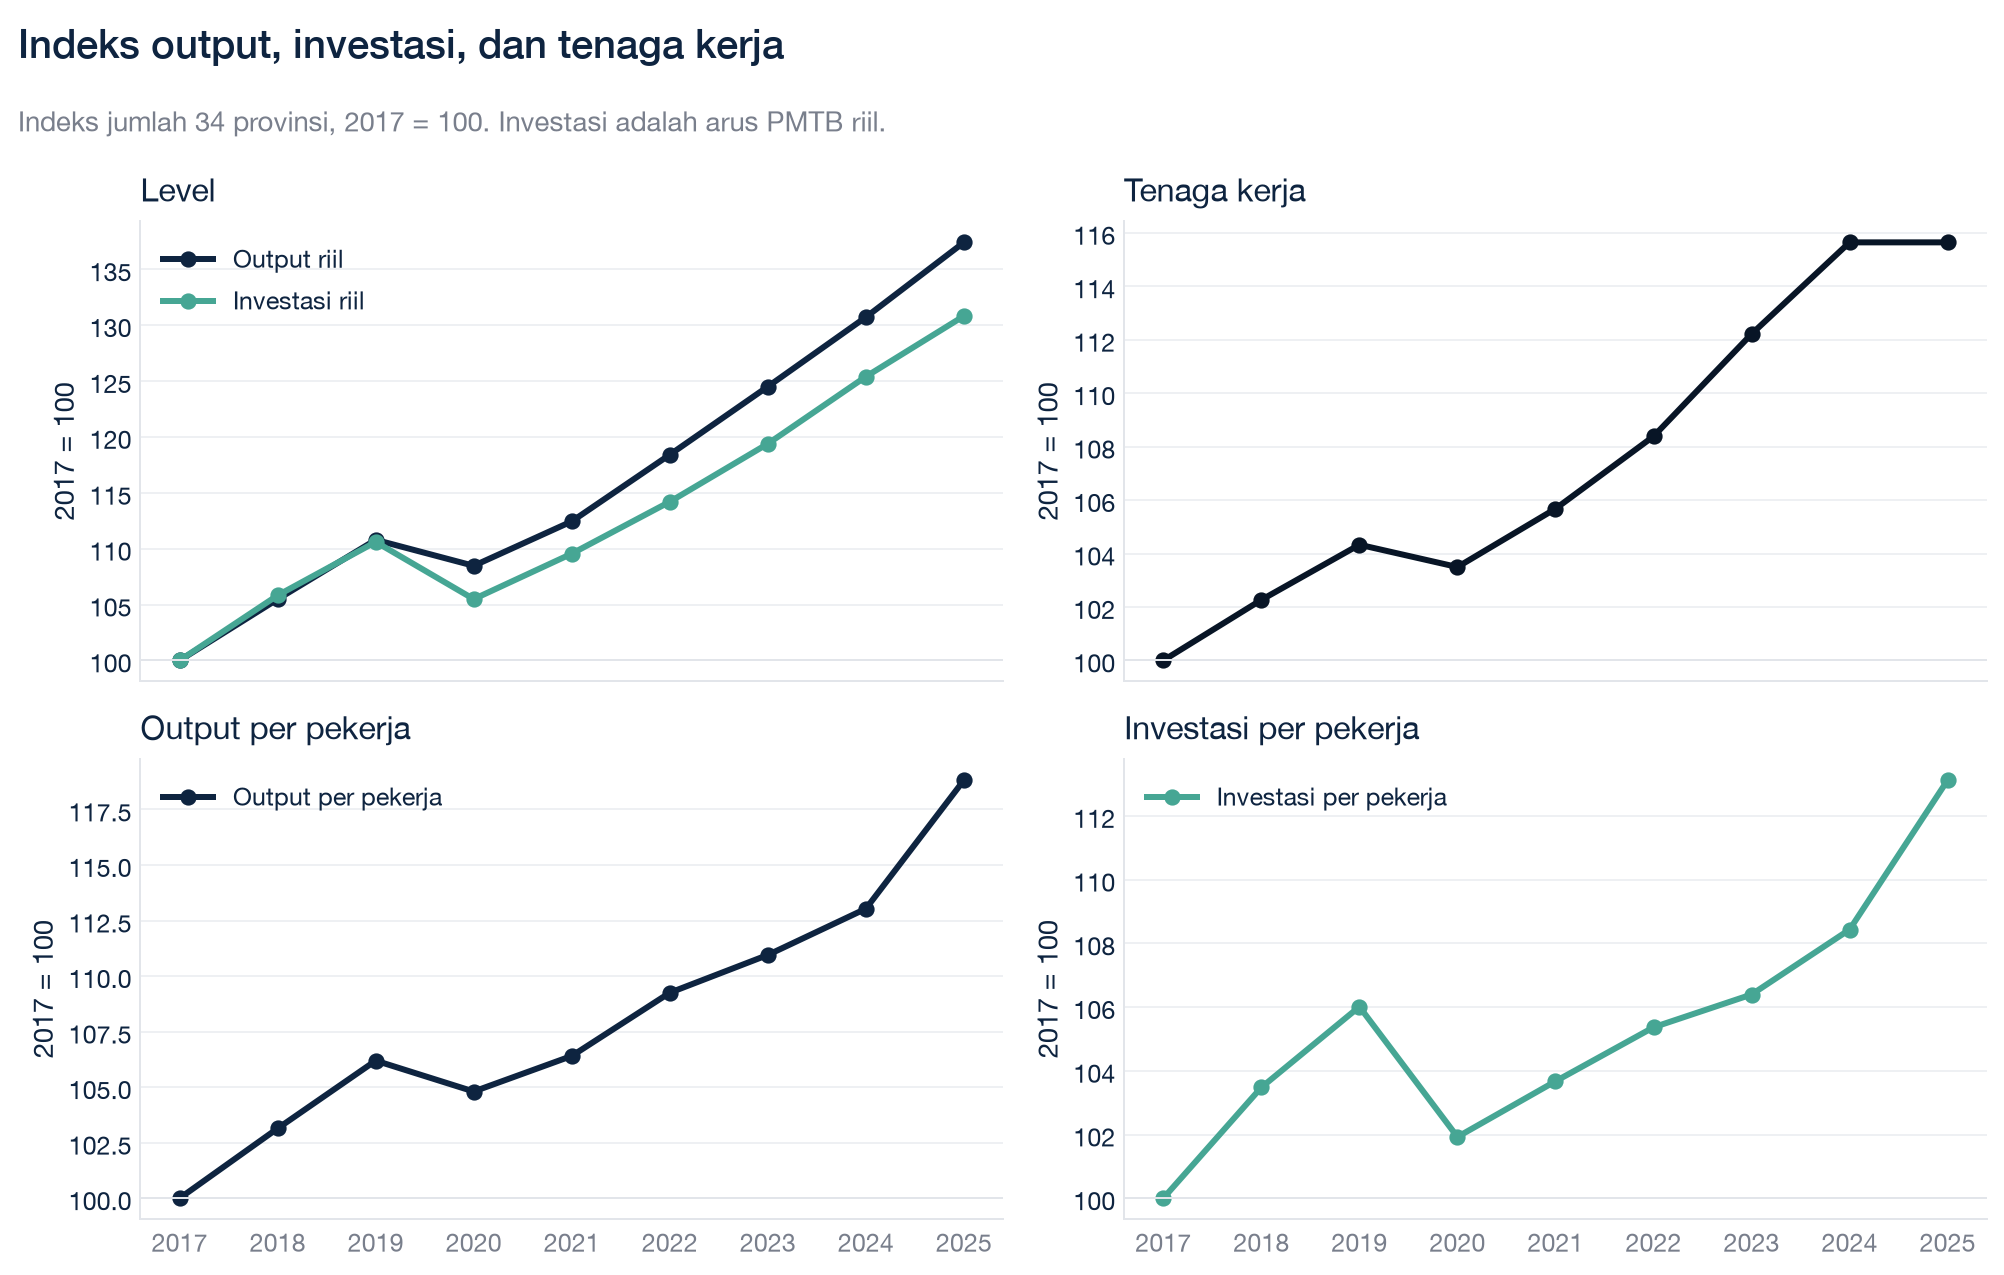 Indeks output, investasi, dan tenaga kerja
Indeks jumlah 34 provinsi, 2017 = 100. Investasi adalah arus PMTB riil.
Level
Output riil
Investasi riil
2017 = 100
135
130
125
120
115
110
105
100
Tenaga kerja
2017 = 100
116
114
112
110
108
106
104
102
100
Output per pekerja
Output per pekerja
2017 = 100
117.5
115.0
112.5
110.0
107.5
105.0
102.5
100.0
2017 2018 2019 2020 2021 2022 2023 2024 2025
Investasi per pekerja
Investasi per pekerja
2017 = 100
112
110
108
106
104
102
100
2017 2018 2019 2020 2021 2022 2023 2024 2025